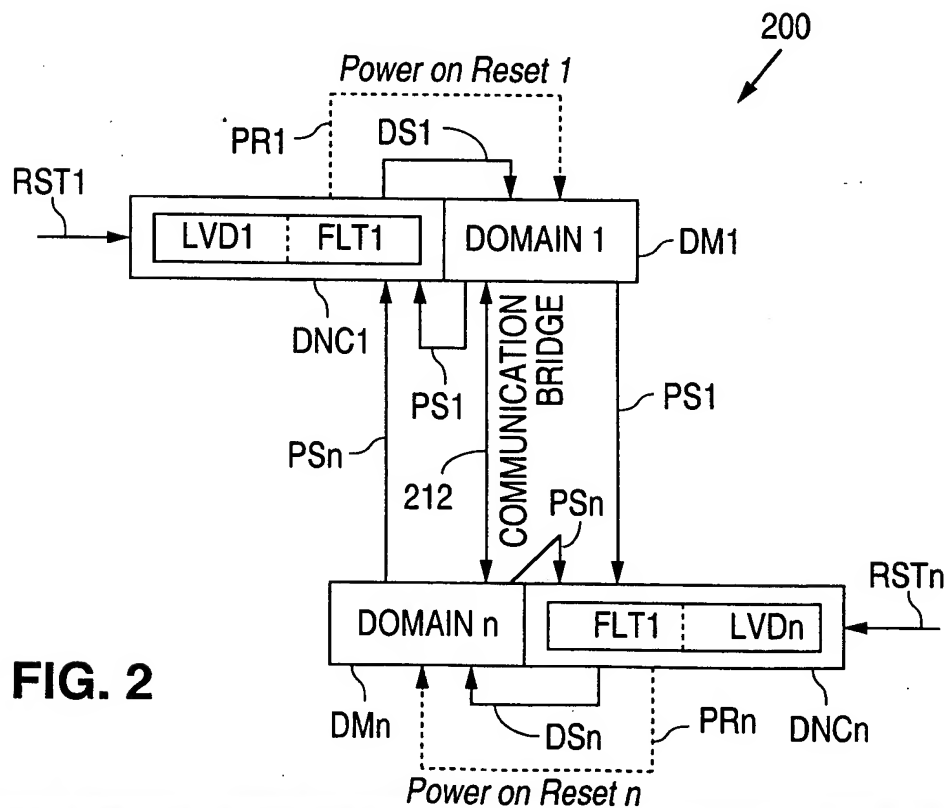 200
Power on Reset 1
PR1
DS1
RST1
LVD1 FLT1 DOMAIN 1
DM1
DNC1
PS1
COMMUNICATION
BRIDGE
PS1
PSn
212
PSn
RSTn
DOMAIN n FLT1 LVDn
FIG. 2
DMn
DSn
PRn
DNCn
Power on Reset n